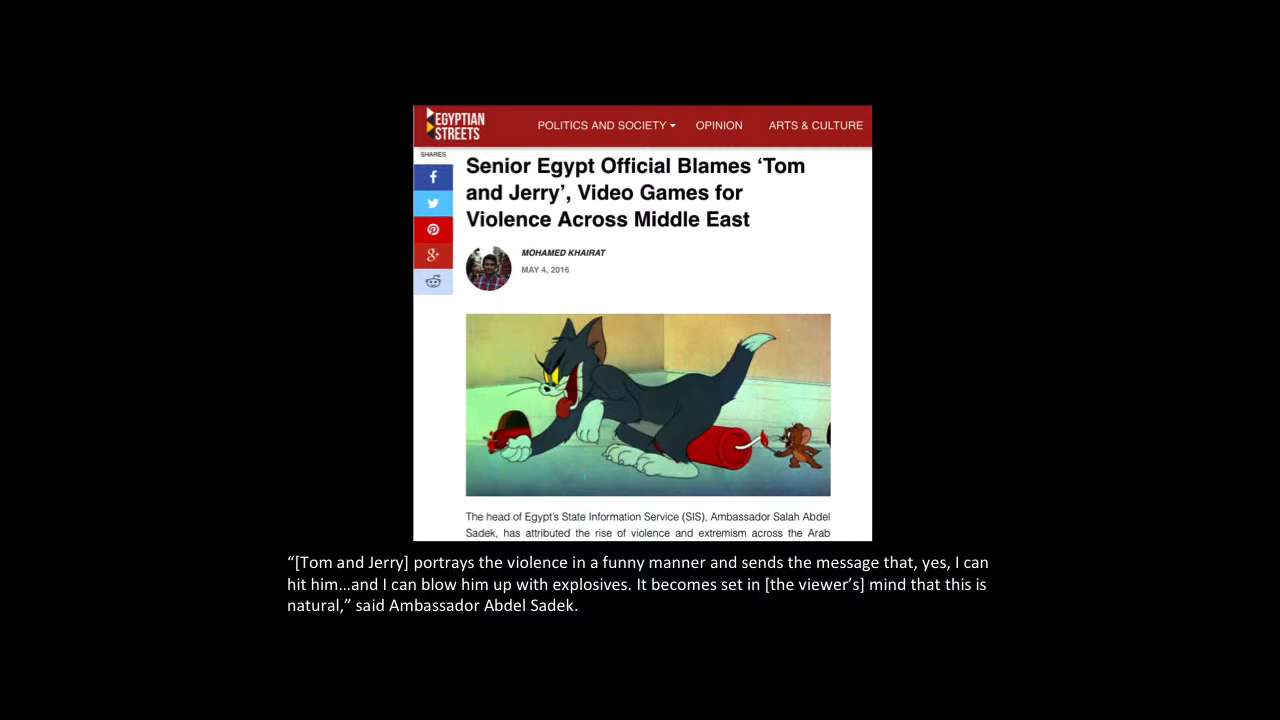 EGYPTIAN
STREETS
POLITICS AND SOCIETY OPINION ARTS & CULTURE
SHARES
Senior Egypt Official Blames ‘Tom
and Jerry’, Video Games for
Violence Across Middle East
MOHAMED KHAIRAT
MAY 4, 2016
The head of Egypt’s State Information Service (SIS), Ambassador Salah Abdel
Sadek, has attributed the rise of violence and extremism across the Arab
“[Tom and Jerry] portrays the violence in a funny manner and sends the message that, yes, I can
hit him…and I can blow him up with explosives. It becomes set in [the viewer’s] mind that this is
natural,” said Ambassador Abdel Sadek.